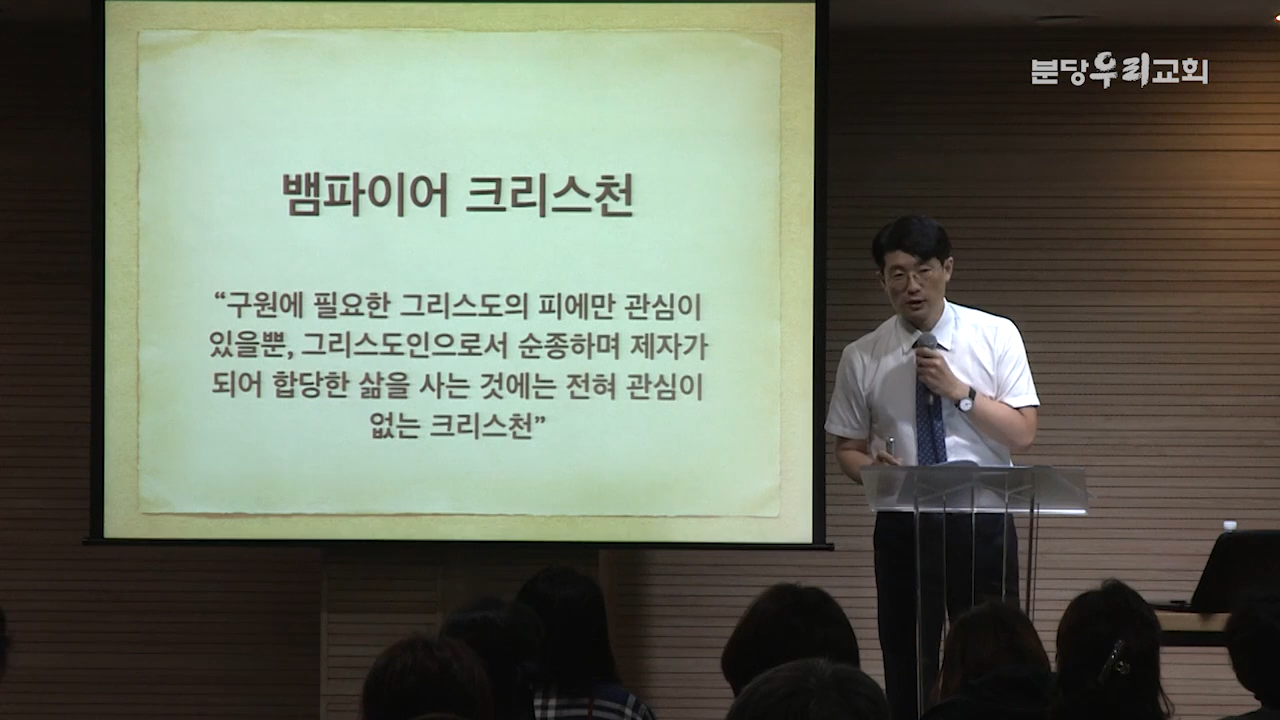 분당우리교회
뱀파이어 크리스천
“구원에 필요한 그리스도의 피에만 관심이
있을뿐, 그리스도인으로서 순종하며 제자가
되어 합당한 삶을 사는 것에는 전혀 관심이
없는 크리스천”